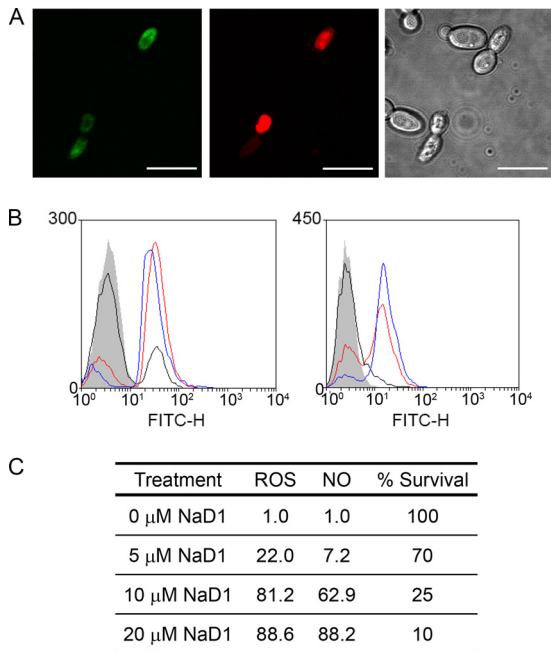 A
B
300
450
0
0
10^0 10^1 10^2 10^3 10^4
10^0 10^1 10^2 10^3 10^4
FITC-H
FITC-H
C
Treatment ROS NO % Survival
0 μM NaD1 1.0 1.0 100
5 μM NaD1 22.0 7.2 70
10 μM NaD1 81.2 62.9 25
20 μM NaD1 88.6 88.2 10